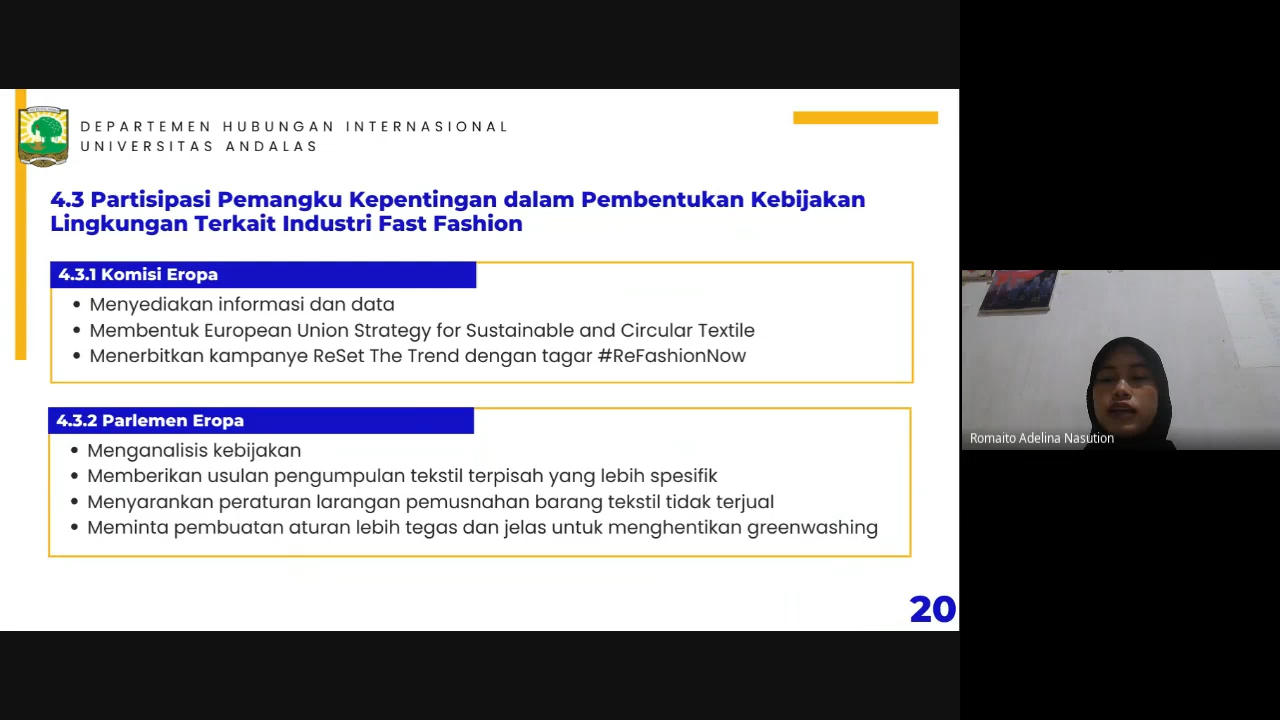 DEPARTEMEN HUBUNGAN INTERNASIONAL
UNIVERSITAS ANDALAS
4.3 Partisipasi Pemangku Kepentingan dalam Pembentukan Kebijakan
Lingkungan Terkait Industri Fast Fashion
4.3.1 Komisi Eropa
• Menyediakan informasi dan data
• Membentuk European Union Strategy for Sustainable and Circular Textile
• Menerbitkan kampanye ReSet The Trend dengan tagar #ReFashionNow
4.3.2 Parlemen Eropa
• Menganalisis kebijakan
• Memberikan usulan pengumpulan tekstil terpisah yang lebih spesifik
• Menyarankan peraturan larangan pemusnahan barang tekstil tidak terjual
• Meminta pembuatan aturan lebih tegas dan jelas untuk menghentikan greenwashing
20
Romaito Adelina Nasution